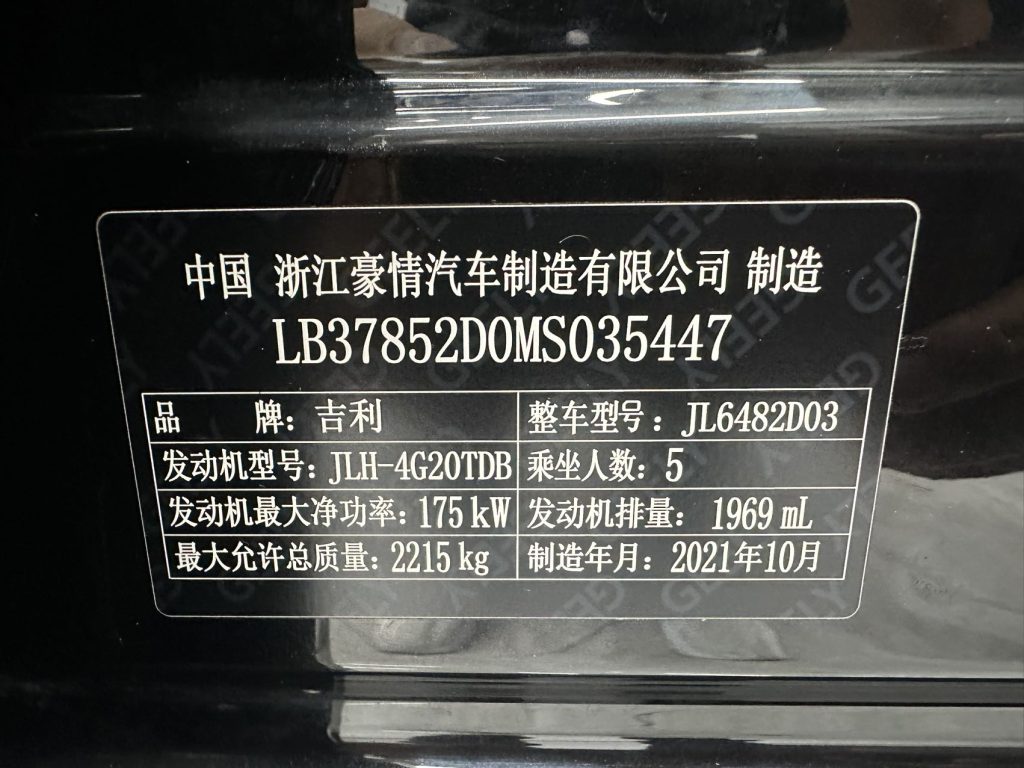 中国 浙江豪情汽车制造有限公司 制造
LB37852D0MS035447
品 牌：吉利 整车型号：JL6482D03
发动机型号：JLH-4G20TDB 乘坐人数：5
发动机最大净功率：175 kW 发动机排量： 1969 mL
最大允许总质量：2215 kg 制造年月：2021年10月
GEELY